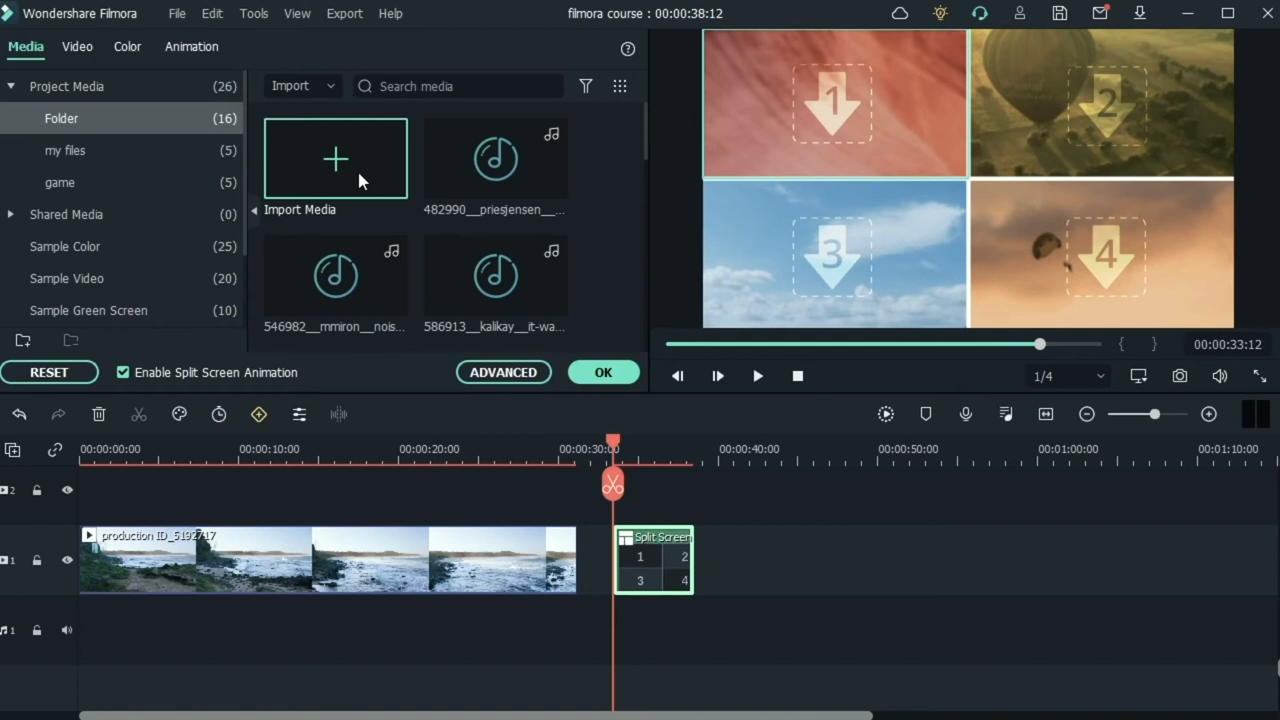 Wondershare Filmora File Edit Tools View Export Help filmora course : 00:00:38:12
Media Video Color Animation
Project Media (26)
Folder (16)
my files (5)
game (5)
Shared Media (0)
Sample Color (25)
Sample Video (20)
Sample Green Screen (10)
Import Search media
Import Media 482990__priesjensen__...
546982__mmiron__nois... 586913__kalikay__it-wa...
1 2
3 4
RESET Enable Split Screen Animation ADVANCED OK
{ } 00:00:33:12
1/4
00:00:00:00 00:00:10:00 00:00:20:00 00:00:30:00 00:00:40:00 00:00:50:00 00:01:00:00 00:01:10:00
2
production ID_5192717 Split Screen
1 2
1
3 4
1